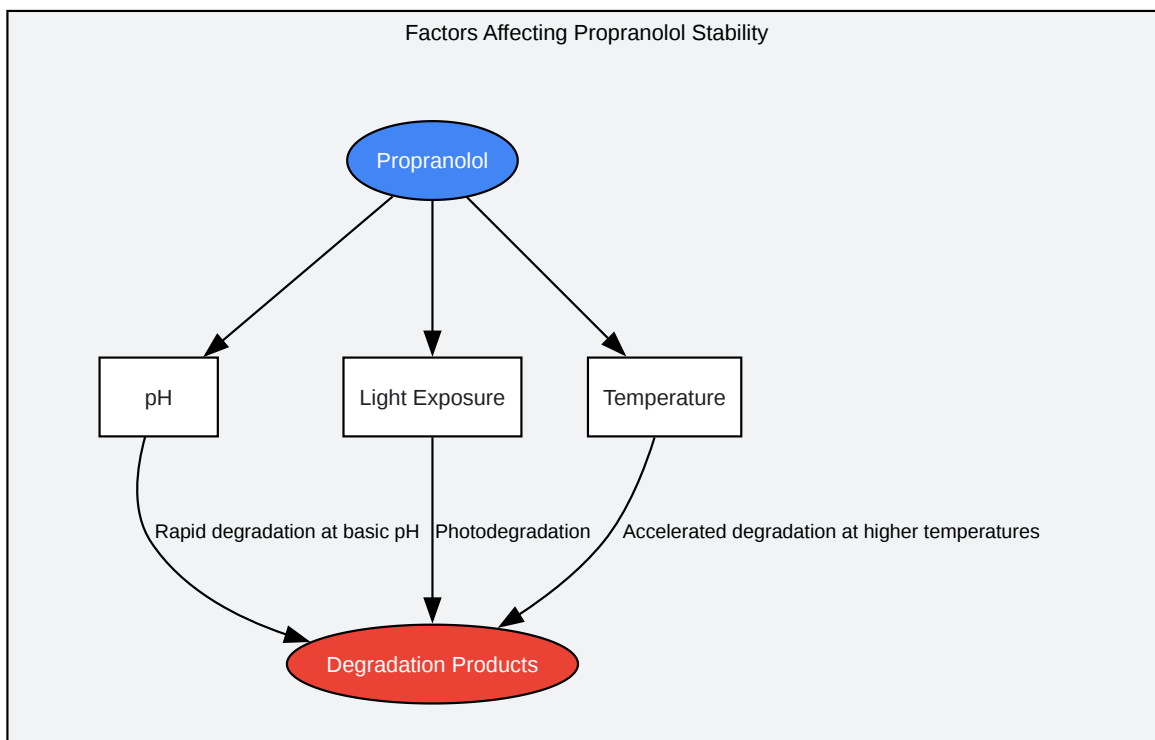 Factors Affecting Propranolol Stability
Propranolol
pH
Light Exposure
Temperature
Rapid degradation at basic pH
Photodegradation
Accelerated degradation at higher temperatures
Degradation Products